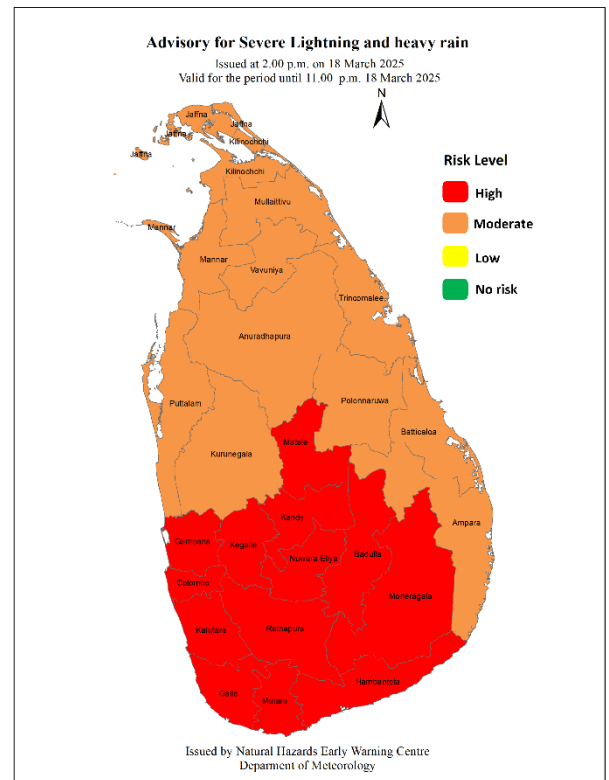 Advisory for Severe Lightning and heavy rain
Issued at 2.00 p.m. on 18 March 2025
Valid for the period until 11.00 p.m. 18 March 2025
N
Risk Level
High
Moderate
Low
No risk
Jaffna
Jaffna
Jaffna
Jaffna
Kilinochchi
Kilinochchi
Mullaittivu
Mannar
Mannar
Vavuniya
Trincomalee
Anuradhapura
Puttalam
Polonnaruwa
Kurunegala
Matale
Batticaloa
Kandy
Ampara
Gampaha
Kegalle
Nuwara Eliya
Badulla
Colombo
Moneragala
Kalutara
Ratnapura
Hambantota
Galle
Matara
Issued by Natural Hazards Early Warning Centre
Deparment of Meteorology